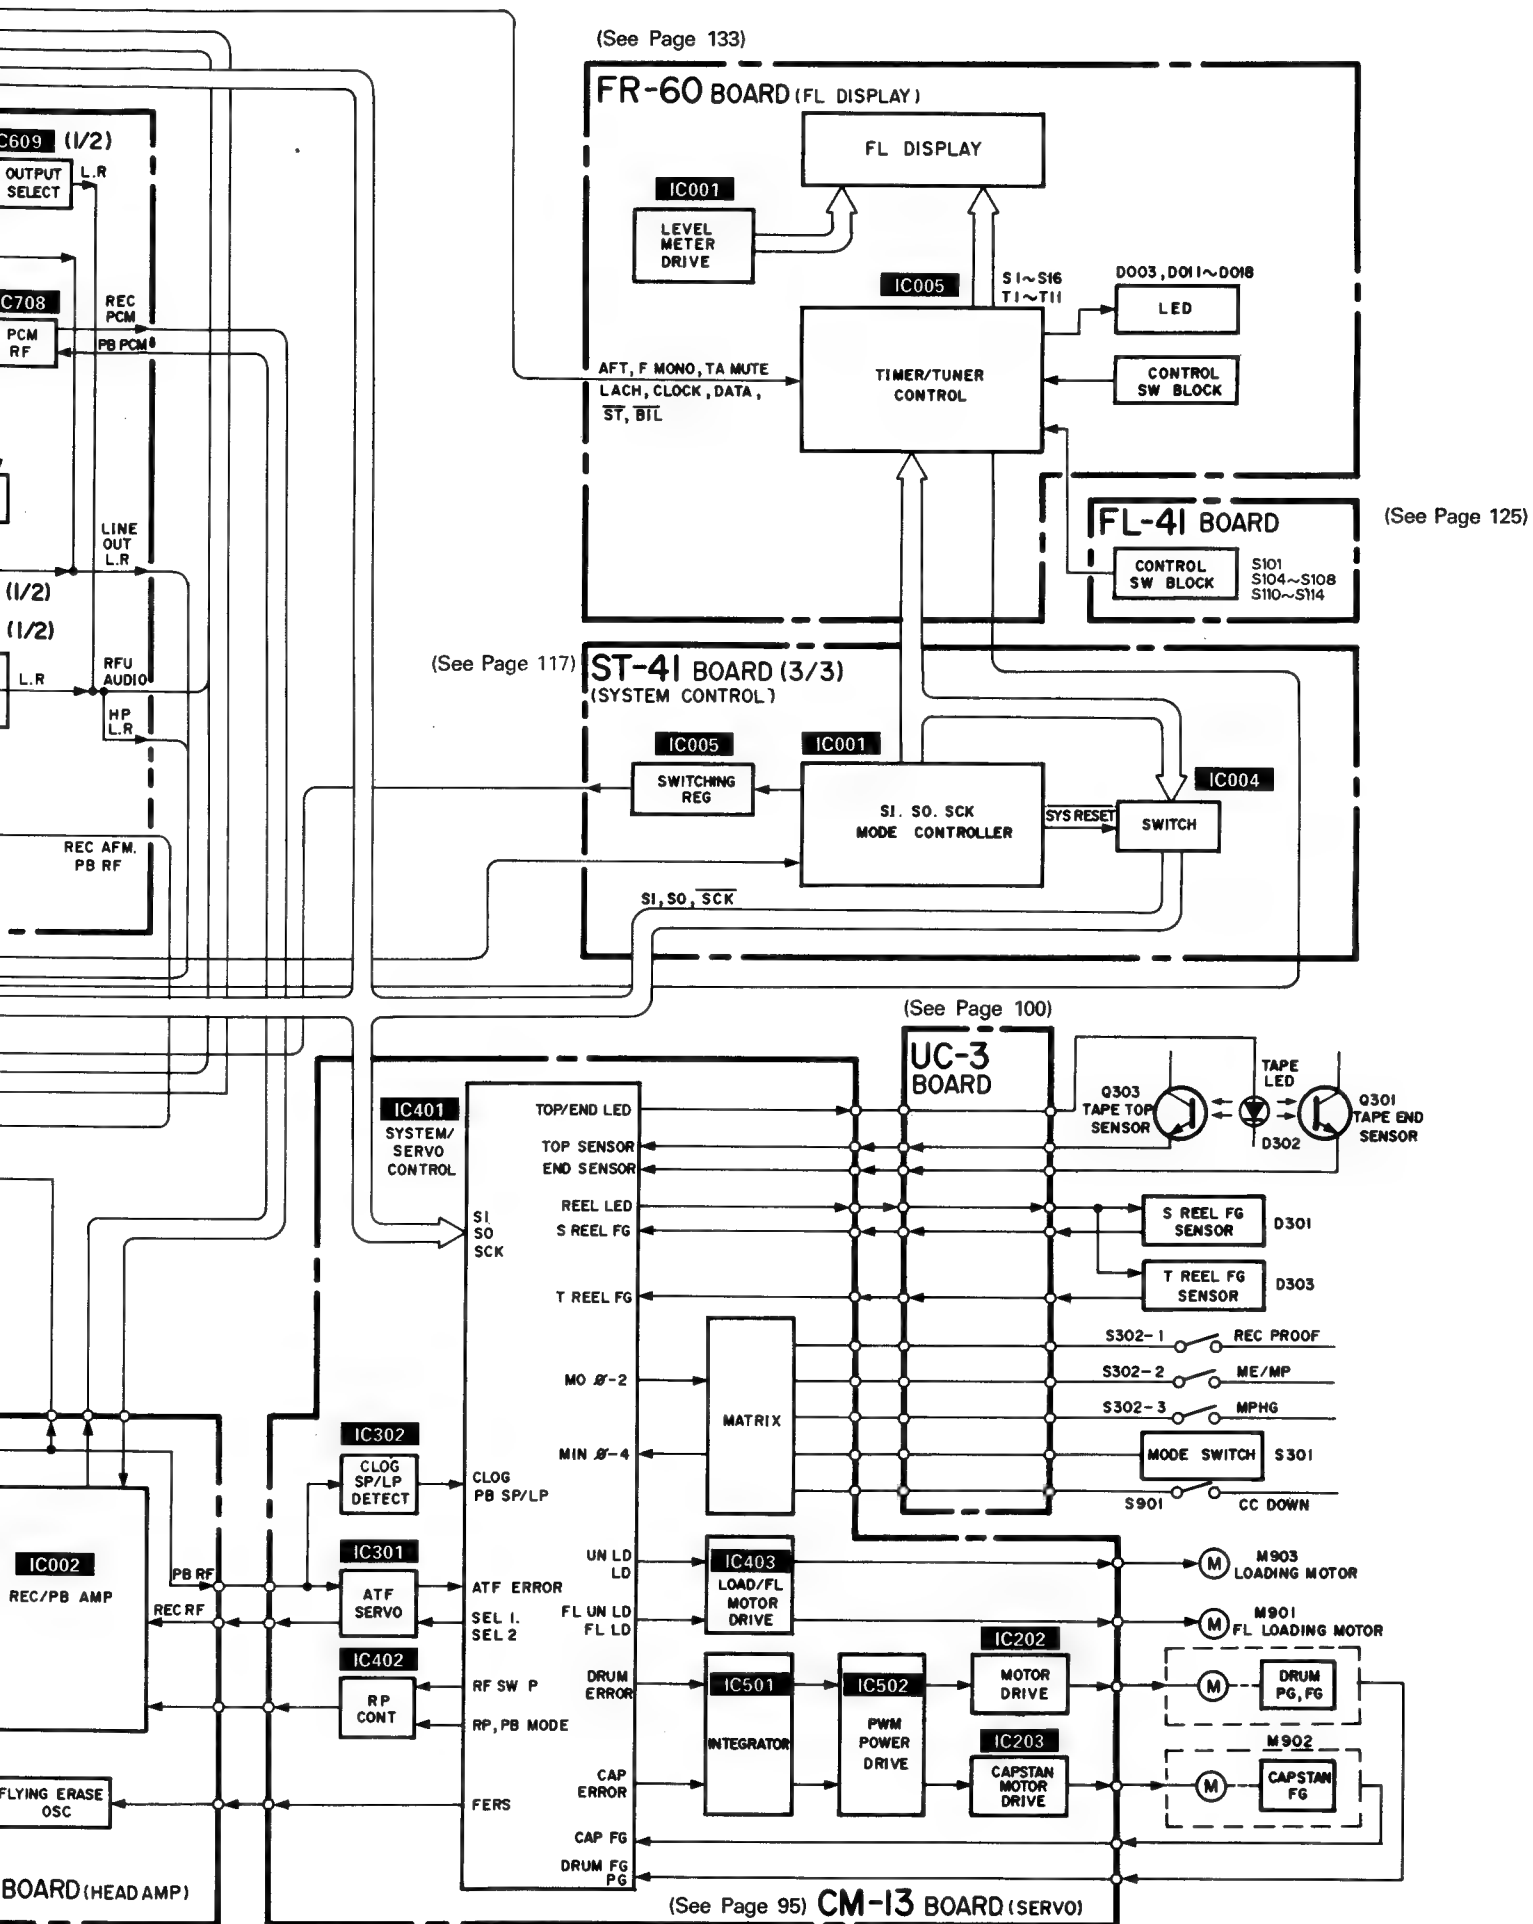 (See Page 133)
FR-60 BOARD (FL DISPLAY)
FL DISPLAY
IC001
LEVEL
METER
DRIVE
IC005
S1~S16
T1~T11
D003, D011~D018
LED
TIMER/TUNER
CONTROL
CONTROL
SW BLOCK
AFT, F MONO, TA MUTE
LACH, CLOCK, DATA,
ST, BIL
FL-41 BOARD
(See Page 125)
CONTROL
SW BLOCK
S101
S104~S108
S110~S114
C609 (1/2)
OUTPUT
SELECT
L.R
C708
PCM
RF
REC
PCM
PB PCM
LINE
OUT
L.R
(1/2)
(1/2)
L.R
RFU
AUDIO
HP
L.R
REC AFM.
PB RF
(See Page 117)
ST-41 BOARD (3/3)
(SYSTEM CONTROL)
IC005
SWITCHING
REG
IC001
SI. SO. SCK
MODE CONTROLLER
SYS RESET
IC004
SWITCH
SI, SO, SCK
(See Page 100)
UC-3
BOARD
Q303
TAPE TOP
SENSOR
TAPE
LED
D302
Q301
TAPE END
SENSOR
IC401
SYSTEM/
SERVO
CONTROL
TOP/END LED
TOP SENSOR
END SENSOR
REEL LED
S REEL FG
T REEL FG
SI
SO
SCK
S REEL FG
SENSOR
D301
T REEL FG
SENSOR
D303
MO Ø-2
MIN Ø-4
MATRIX
S302-1 REC PROOF
S302-2 ME/MP
S302-3 MPHG
MODE SWITCH S301
S901 CC DOWN
IC302
CLOG
SP/LP
DETECT
CLOG
PB SP/LP
IC301
ATF
SERVO
ATF ERROR
SEL 1.
SEL 2
IC402
RP
CONT
RF SW P
RP, PB MODE
FERS
UN LD
LD
FL UN LD
FL LD
IC403
LOAD/FL
MOTOR
DRIVE
M
M903
LOADING MOTOR
M
M901
FL LOADING MOTOR
DRUM
ERROR
CAP
ERROR
IC501
INTEGRATOR
IC502
PWM
POWER
DRIVE
IC202
MOTOR
DRIVE
IC203
CAPSTAN
MOTOR
DRIVE
M
DRUM
PG, FG
M902
M
CAPSTAN
FG
CAP FG
DRUM FG
PG
IC002
REC/PB AMP
PB RF
REC RF
FLYING ERASE
OSC
BOARD (HEAD AMP)
(See Page 95) CM-13 BOARD (SERVO)